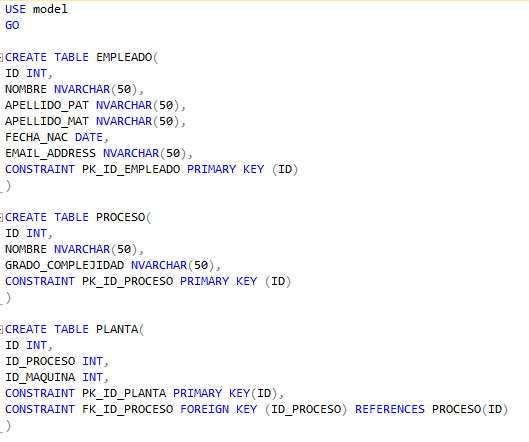 USE model
GO
CREATE TABLE EMPLEADO(
ID INT,
NOMBRE NVARCHAR(50),
APELLIDO_PAT NVARCHAR(50),
APELLIDO_MAT NVARCHAR(50),
FECHA_NAC DATE,
EMAIL_ADDRESS NVARCHAR(50),
CONSTRAINT PK_ID_EMPLEADO PRIMARY KEY (ID)
)
CREATE TABLE PROCESO(
ID INT,
NOMBRE NVARCHAR(50),
GRADO_COMPLEJIDAD NVARCHAR(50),
CONSTRAINT PK_ID_PROCESO PRIMARY KEY (ID)
)
CREATE TABLE PLANTA(
ID INT,
ID_PROCESO INT,
ID_MAQUINA INT,
CONSTRAINT PK_ID_PLANTA PRIMARY KEY(ID),
CONSTRAINT FK_ID_PROCESO FOREIGN KEY (ID_PROCESO) REFERENCES PROCESO(ID)
)